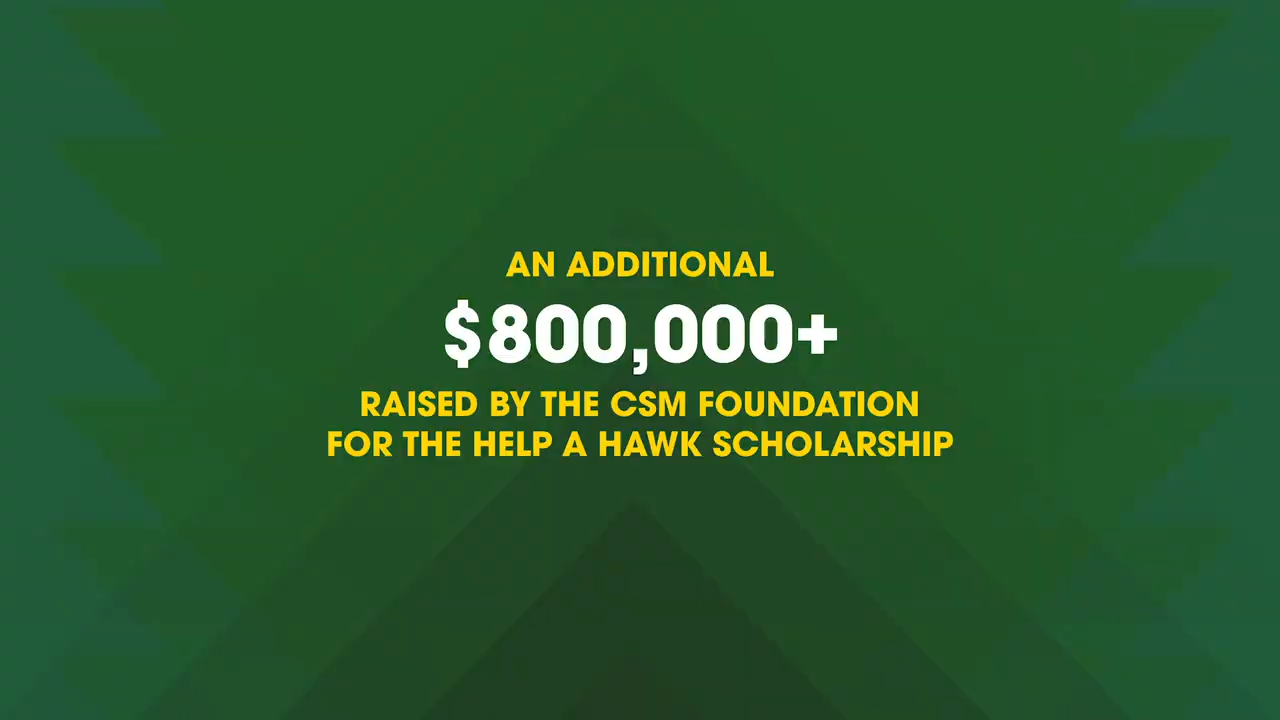 AN ADDITIONAL
$800,000+
RAISED BY THE CSM FOUNDATION
FOR THE HELP A HAWK SCHOLARSHIP